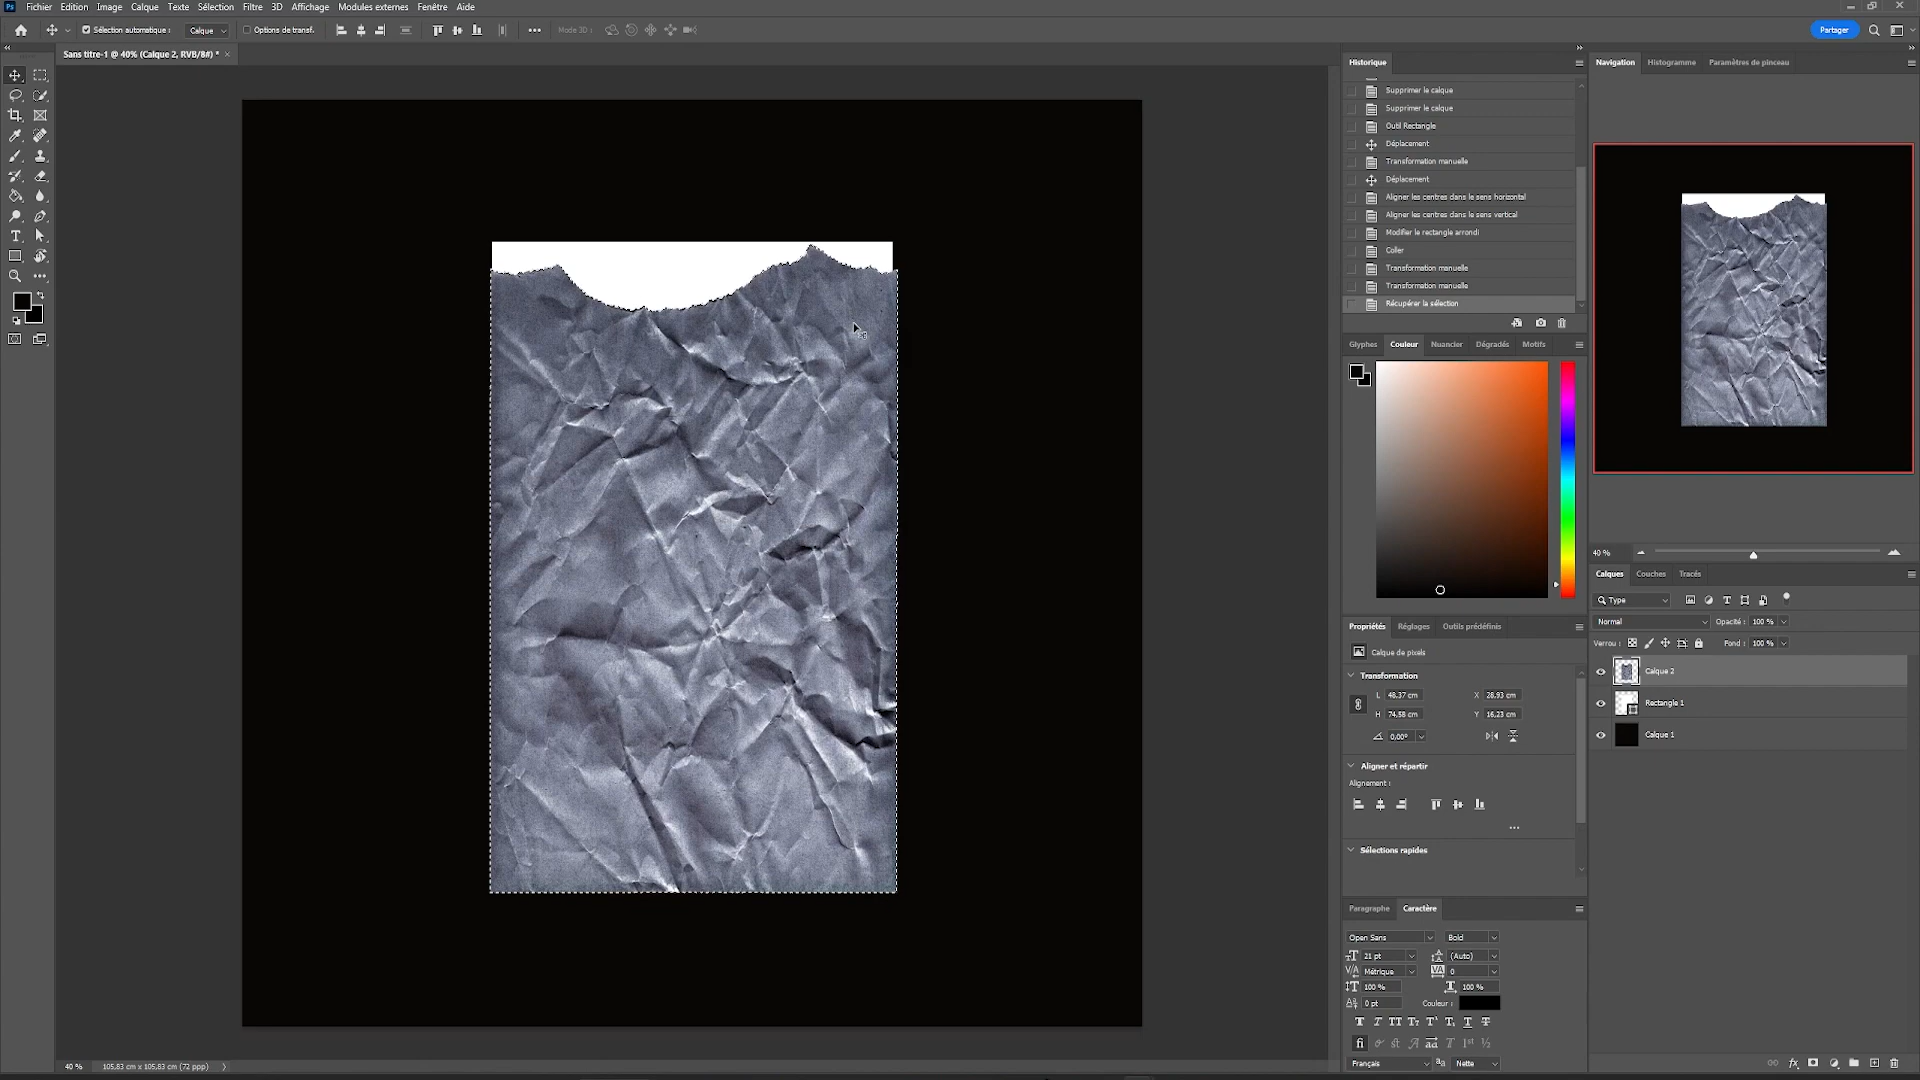 Ps Fichier Edition Image Calque Texte Sélection Filtre 3D Affichage Modules externes Fenêtre Aide
Sélection automatique : Calque Options de transf. Mode 3D : Partager
Sans titre-1 @ 40% (Calque 2, RVB/8#) * ×
Historique
Supprimer le calque
Supprimer le calque
Outil Rectangle
Déplacement
Transformation manuelle
Déplacement
Aligner les centres dans le sens horizontal
Aligner les centres dans le sens vertical
Modifier le rectangle arrondi
Coller
Transformation manuelle
Transformation manuelle
Récupérer la sélection
Glyphes Couleur Nuancier Dégradés Motifs
Propriétés Réglages Outils prédéfinis
Calque de pixels
Transformation
L 48.37 cm X 28.93 cm
H 74.58 cm Y 16.23 cm
0,00°
Aligner et répartir
Alignement :
Sélections rapides
Paragraphe Caractère
Open Sans Bold
21 pt (Auto)
Métrique 0
100 % 100 %
0 pt Couleur :
Français Nette
Navigation Histogramme Paramètres de pinceau
40 %
Calques Couches Tracés
Type
Normal Opacité : 100 %
Verrou : Fond : 100 %
Calque 2
Rectangle 1
Calque 1
40 % 105,83 cm x 105,83 cm (72 ppp)